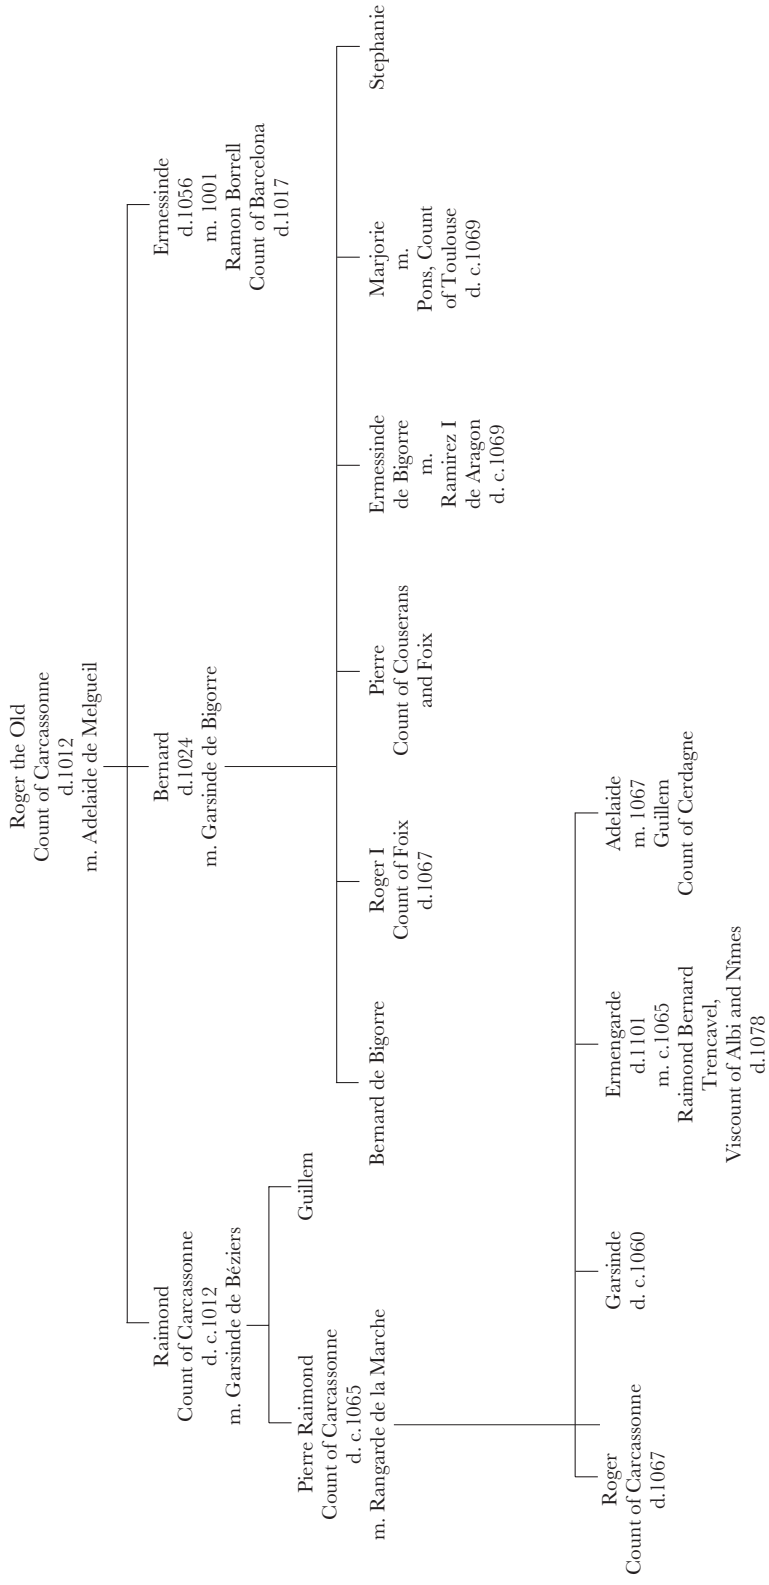 Roger the Old
Count of Carcassonne
d.1012
m. Adelaide de Melgueil
Raimond
Count of Carcassonne
d. c.1012
m. Garsinde de Béziers
Bernard
d.1024
m. Garsinde de Bigorre
Ermessinde
d.1056
m. 1001
Ramon Borrell
Count of Barcelona
d.1017
Pierre Raimond
Count of Carcassonne
d. c.1065
m. Rangarde de la Marche
Guillem
Bernard de Bigorre
Roger I
Count of Foix
d.1067
Pierre
Count of Couserans
and Foix
Ermessinde
de Bigorre
m.
Ramirez I
de Aragon
d. c.1069
Marjorie
m.
Pons, Count
of Toulouse
d. c.1069
Stephanie
Roger
Count of Carcassonne
d.1067
Garsinde
d. c.1060
Ermengarde
d.1101
m. c.1065
Raimond Bernard
Trencavel,
Viscount of Albi and Nîmes
d.1078
Adelaide
m. 1067
Guillem
Count of Cerdagne